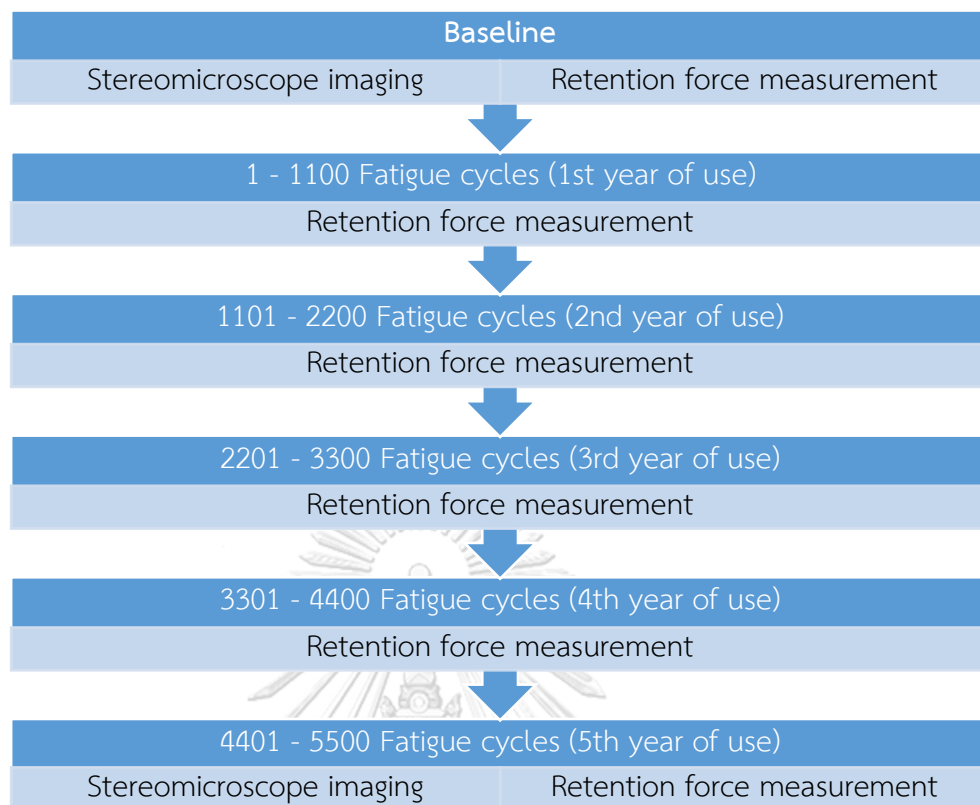 Baseline
Stereomicroscope imaging Retention force measurement
1 - 1100 Fatigue cycles (1st year of use)
Retention force measurement
1101 - 2200 Fatigue cycles (2nd year of use)
Retention force measurement
2201 - 3300 Fatigue cycles (3rd year of use)
Retention force measurement
3301 - 4400 Fatigue cycles (4th year of use)
Retention force measurement
4401 - 5500 Fatigue cycles (5th year of use)
Stereomicroscope imaging Retention force measurement